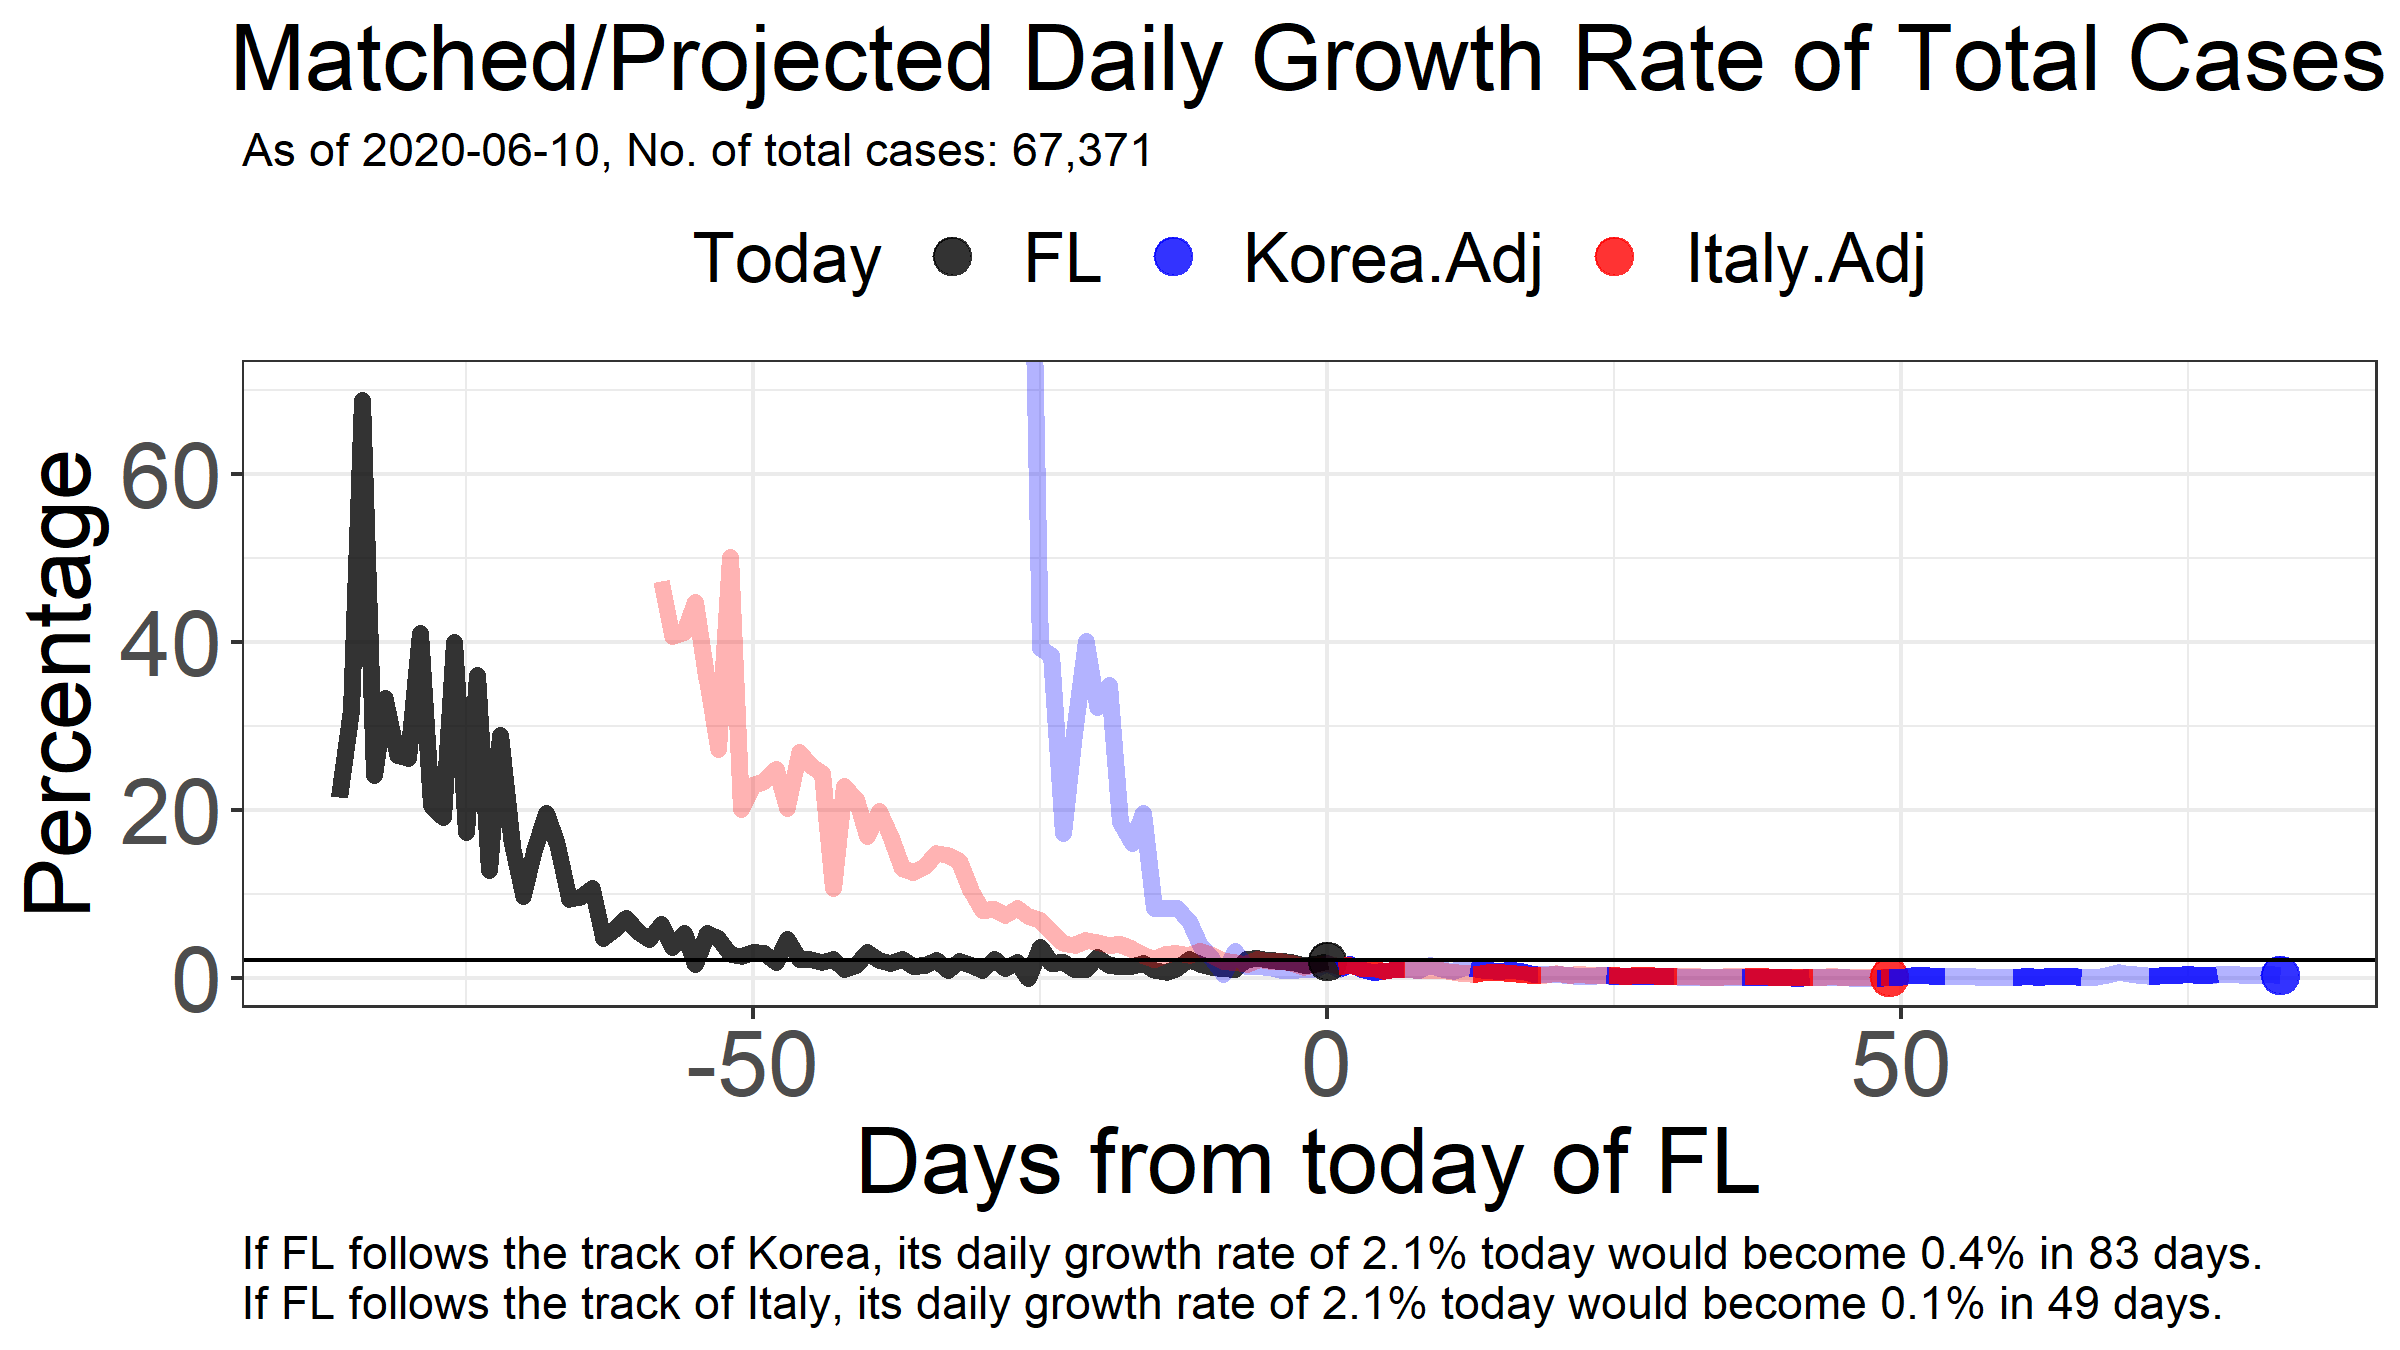 Matched/Projected Daily Growth Rate of Total Cases
As of 2020-06-10, No. of total cases: 67,371
Today FL Korea.Adj Italy.Adj
Percentage
60
40
20
0
-50 0 50
Days from today of FL
If FL follows the track of Korea, its daily growth rate of 2.1% today would become 0.4% in 83 days.
If FL follows the track of Italy, its daily growth rate of 2.1% today would become 0.1% in 49 days.